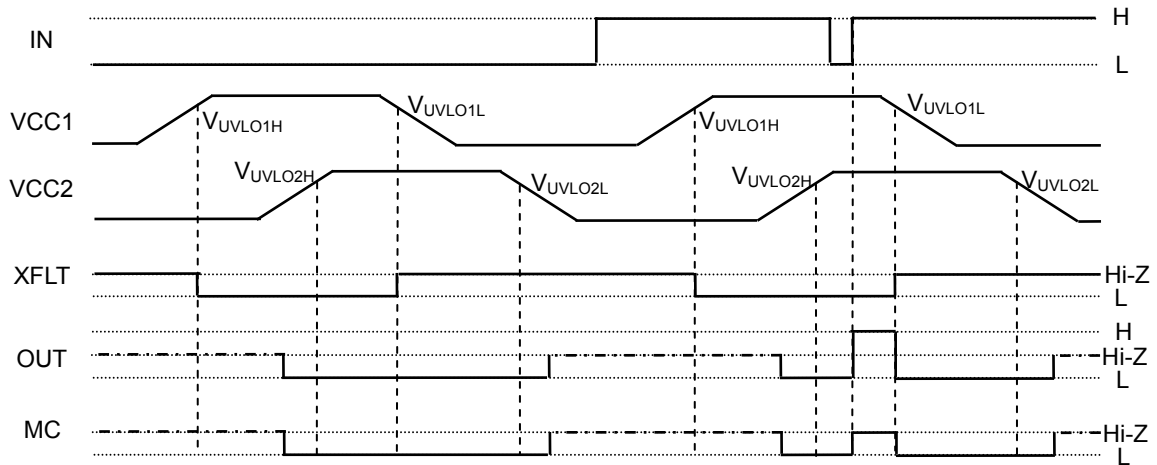 H
IN
L
VCC1
VUVLO1H
VUVLO1L
VUVLO1H
VUVLO1L
VCC2
VUVLO2H
VUVLO2L
VUVLO2H
VUVLO2L
XFLT
Hi-Z
L
H
OUT
Hi-Z
L
MC
Hi-Z
L